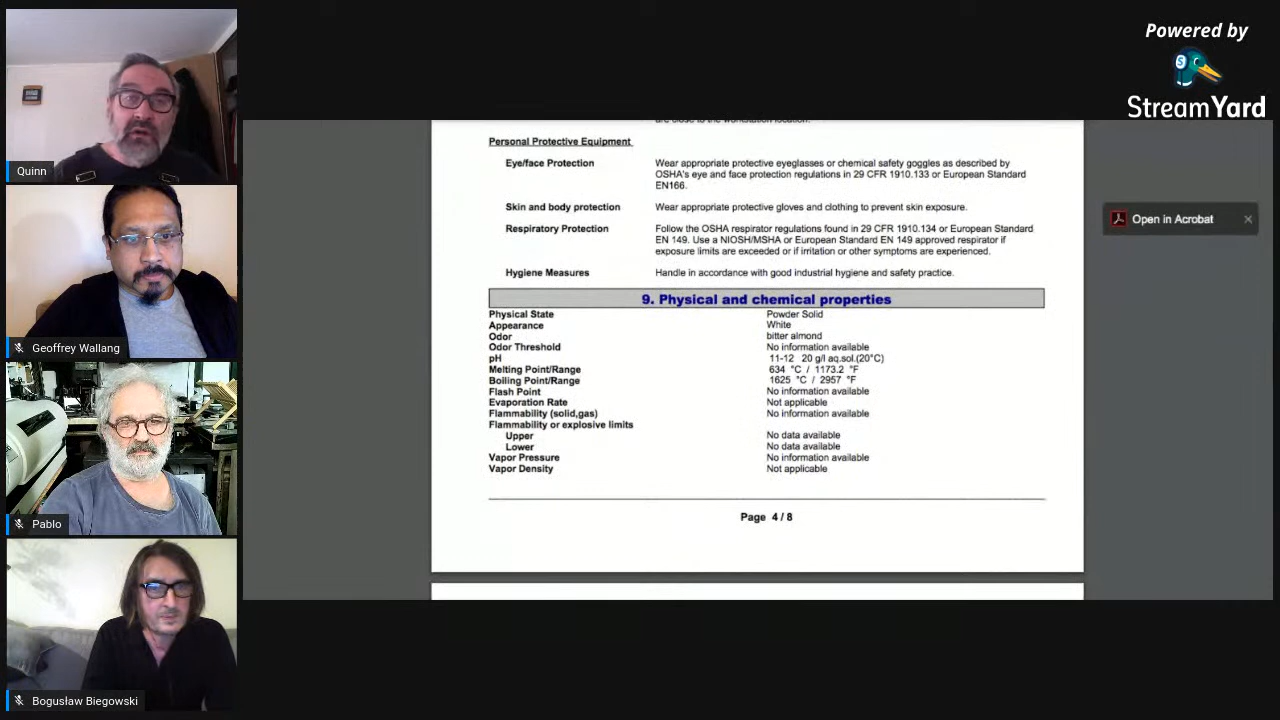 Powered by
StreamYard
Quinn
Geoffrey Wallang
Pablo
Bogusław Biegowski
are close to the workstation location.
Personal Protective Equipment
Eye/face Protection Wear appropriate protective eyeglasses or chemical safety goggles as described by
OSHA's eye and face protection regulations in 29 CFR 1910.133 or European Standard
EN166.
Skin and body protection Wear appropriate protective gloves and clothing to prevent skin exposure.
Respiratory Protection Follow the OSHA respirator regulations found in 29 CFR 1910.134 or European Standard
EN 149. Use a NIOSH/MSHA or European Standard EN 149 approved respirator if
exposure limits are exceeded or if irritation or other symptoms are experienced.
Hygiene Measures Handle in accordance with good industrial hygiene and safety practice.
9. Physical and chemical properties
Physical State Powder Solid
Appearance White
Odor bitter almond
Odor Threshold No information available
pH 11-12 20 g/l aq.sol.(20°C)
Melting Point/Range 634 °C / 1173.2 °F
Boiling Point/Range 1625 °C / 2957 °F
Flash Point No information available
Evaporation Rate Not applicable
Flammability (solid,gas) No information available
Flammability or explosive limits
Upper No data available
Lower No data available
Vapor Pressure No information available
Vapor Density Not applicable
Page 4 / 8
Open in Acrobat